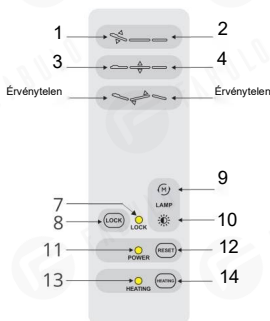 1 2
3 4
Érvénytelen Érvénytelen
9
M
LAMP
7
8 LOCK LOCK 10
11 POWER RESET 12
13 HEATING HEATING 14